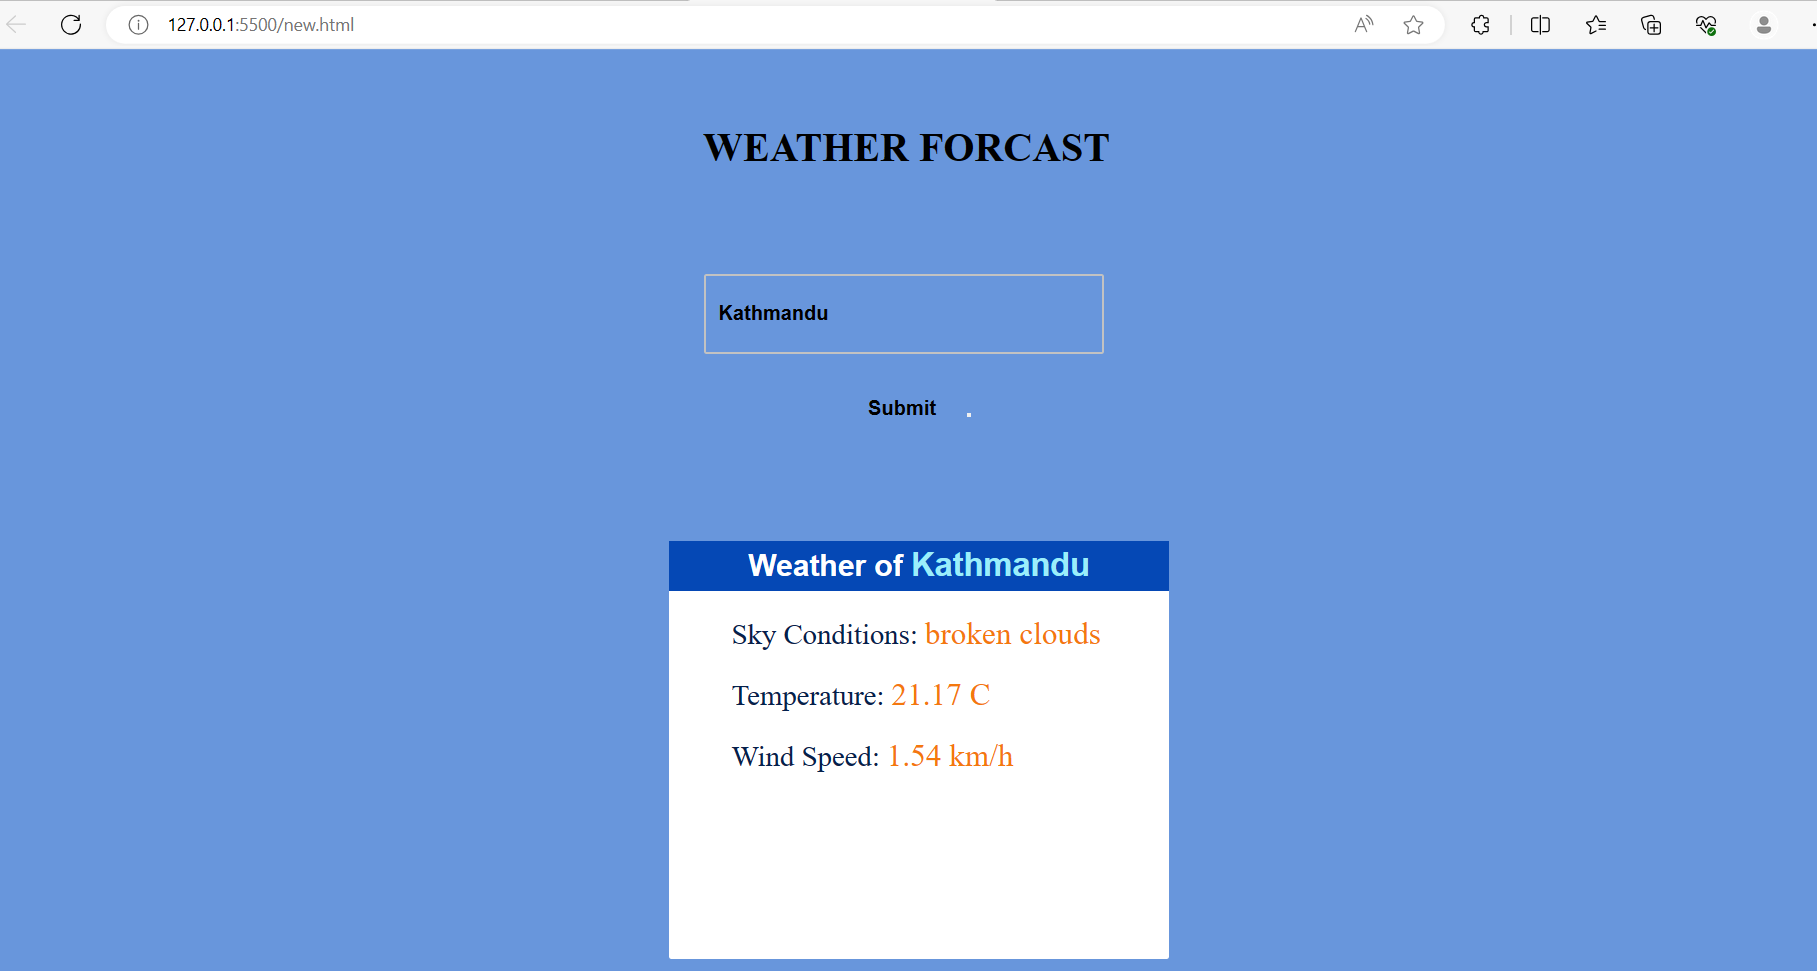 127.0.0.1:5500/new.html
WEATHER FORCAST
Kathmandu
Submit
Weather of Kathmandu
Sky Conditions: broken clouds
Temperature: 21.17 C
Wind Speed: 1.54 km/h